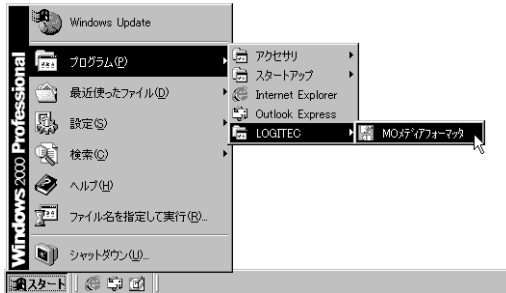 Windows 2000 Professional
Windows Update
プログラム(P)
最近使ったファイル(D)
設定(S)
検索(C)
ヘルプ(H)
ファイル名を指定して実行(R)...
シャットダウン(U)...
アクセサリ
スタートアップ
Internet Explorer
Outlook Express
LOGITEC
MOメディアフォーマッタ
スタート